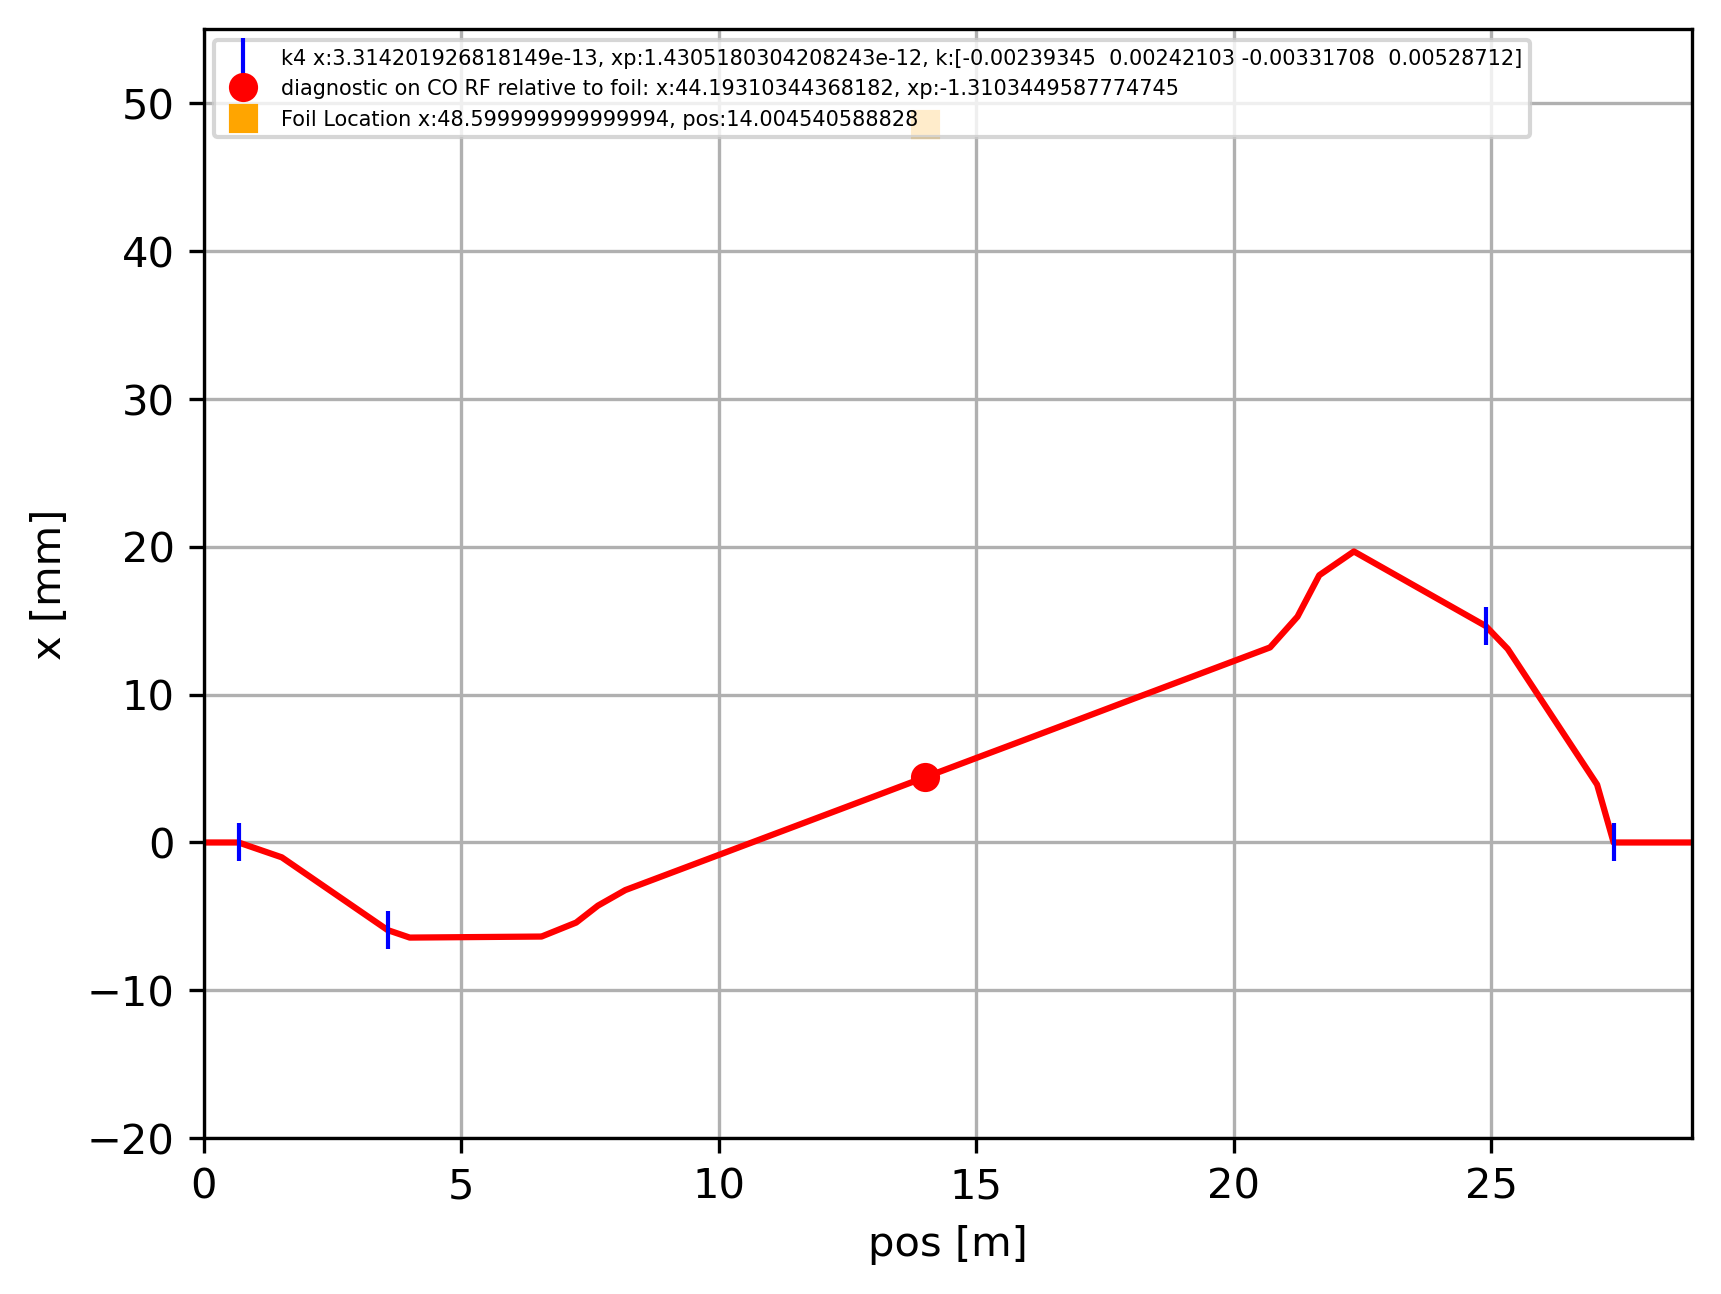 k4 x:3.314201926818149e-13, xp:1.4305180304208243e-12, k:[-0.00239345  0.00242103 -0.00331708  0.00528712]
diagnostic on CO RF relative to foil: x:44.19310344368182, xp:-1.3103449587774745
Foil Location x:48.599999999999994, pos:14.004540588828
50
40
30
20
10
0
−10
−20
x [mm]
0 5 10 15 20 25
pos [m]